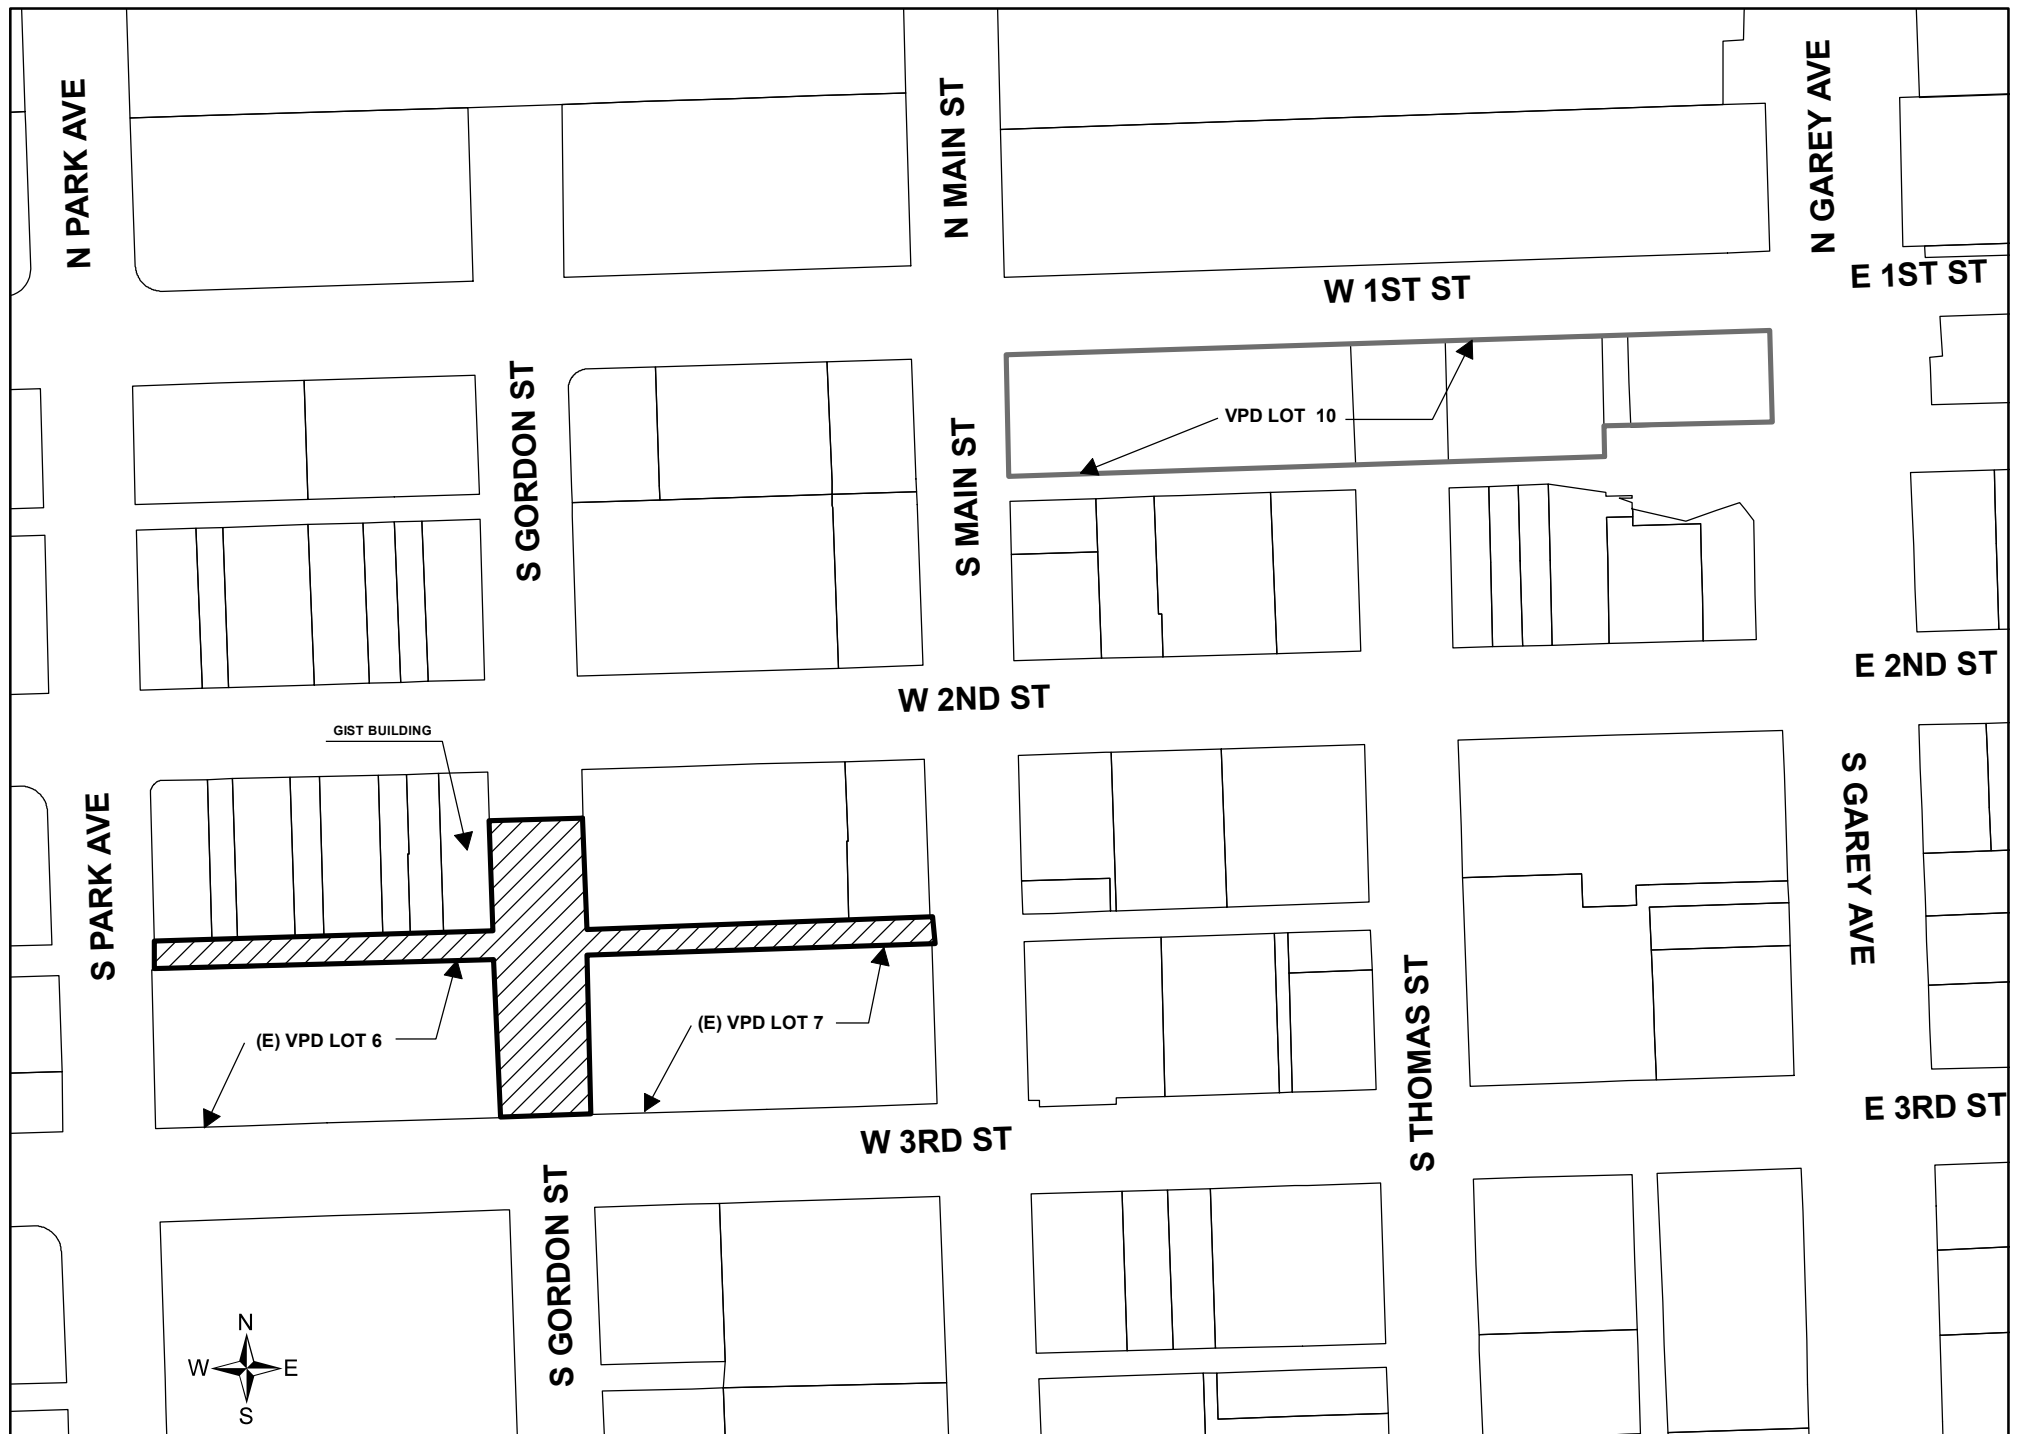 N PARK AVE
N MAIN ST
N GAREY AVE
E 1ST ST
W 1ST ST
S GORDON ST
VPD LOT 10
S MAIN ST
E 2ND ST
W 2ND ST
GIST BUILDING
S PARK AVE
S GAREY AVE
(E) VPD LOT 6
(E) VPD LOT 7
S THOMAS ST
E 3RD ST
W 3RD ST
S GORDON ST
N
W
E
S